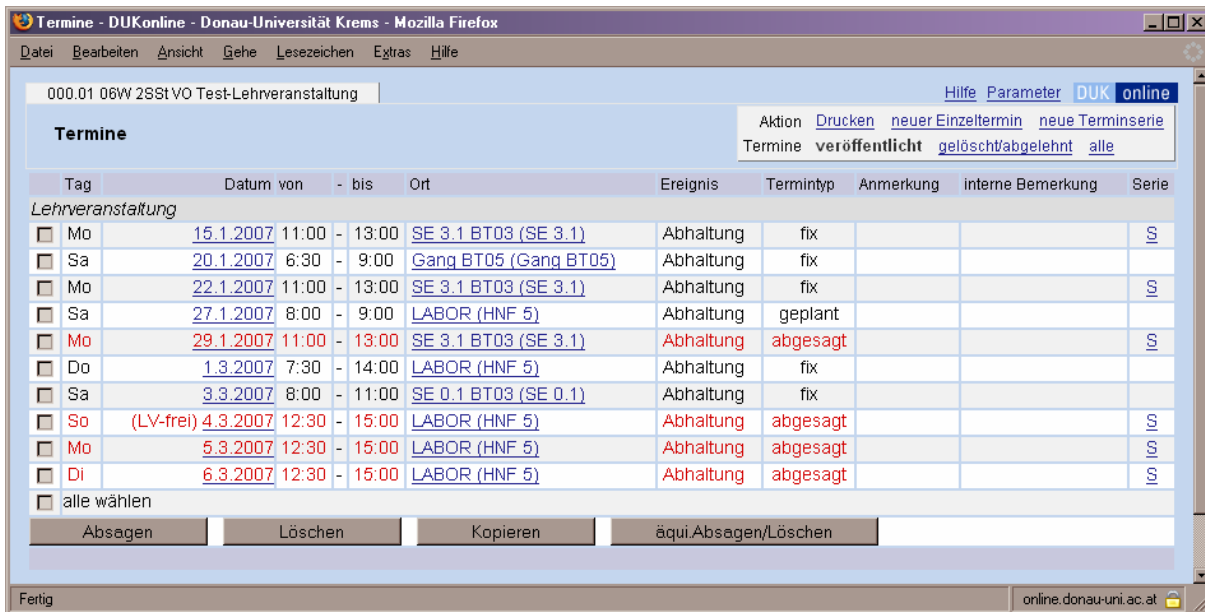 Termine - DUKonline - Donau-Universität Krems - Mozilla Firefox
Datei Bearbeiten Ansicht Gehe Lesezeichen Extras Hilfe
000.01 06W 2SSt VO Test-Lehrveranstaltung Hilfe Parameter DUK online
Aktion Drucken neuer Einzeltermin neue Terminserie
Termine
Termine veröffentlicht gelöscht/abgelehnt alle
Tag Datum von - bis Ort Ereignis Termintyp Anmerkung interne Bemerkung Serie
Lehrveranstaltung
Mo 15.1.2007 11:00 - 13:00 SE 3.1 BT03 (SE 3.1) Abhaltung fix S
Sa 20.1.2007 6:30 - 9:00 Gang BT05 (Gang BT05) Abhaltung fix
Mo 22.1.2007 11:00 - 13:00 SE 3.1 BT03 (SE 3.1) Abhaltung fix S
Sa 27.1.2007 8:00 - 9:00 LABOR (HNF 5) Abhaltung geplant
Mo 29.1.2007 11:00 - 13:00 SE 3.1 BT03 (SE 3.1) Abhaltung abgesagt S
Do 1.3.2007 7:30 - 14:00 LABOR (HNF 5) Abhaltung fix
Sa 3.3.2007 8:00 - 11:00 SE 0.1 BT03 (SE 0.1) Abhaltung fix
So (LV-frei) 4.3.2007 12:30 - 15:00 LABOR (HNF 5) Abhaltung abgesagt S
Mo 5.3.2007 12:30 - 15:00 LABOR (HNF 5) Abhaltung abgesagt S
Di 6.3.2007 12:30 - 15:00 LABOR (HNF 5) Abhaltung abgesagt S
alle wählen
Absagen Löschen Kopieren äqui.Absagen/Löschen
Fertig online.donau-uni.ac.at